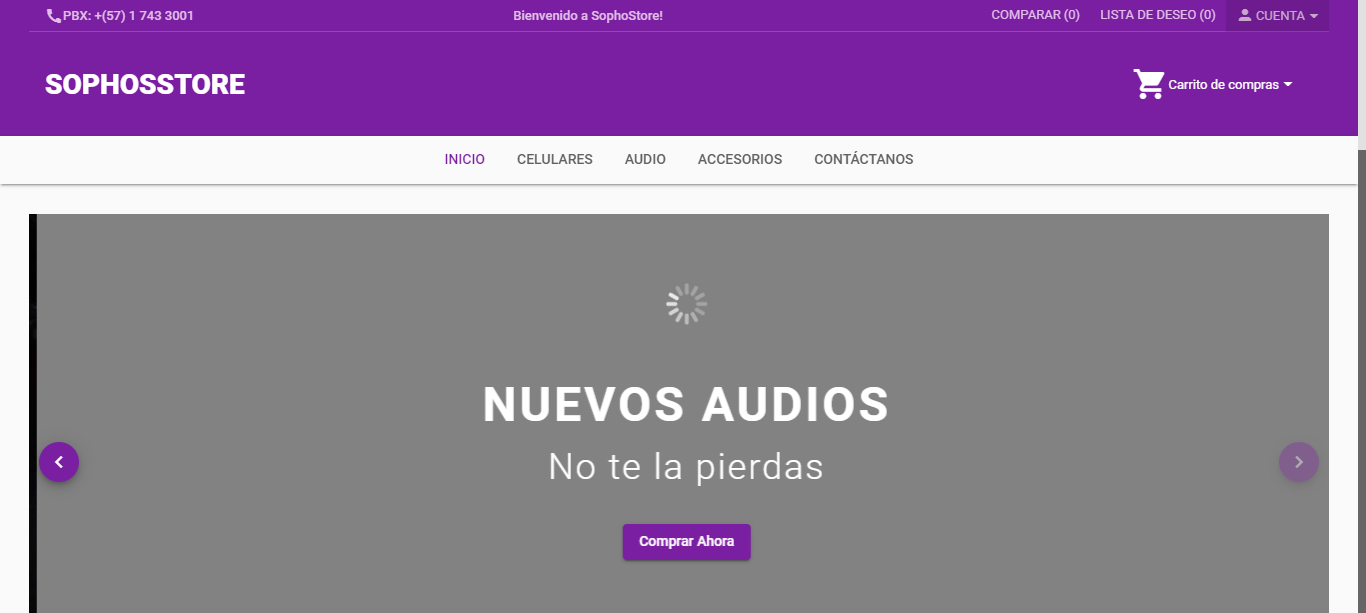 PBX: +(57) 1 743 3001
Bienvenido a SophoStore!
COMPARAR (0)
LISTA DE DESEO (0)
CUENTA
SOPHOSSTORE
Carrito de compras
INICIO
CELULARES
AUDIO
ACCESORIOS
CONTÁCTANOS
NUEVOS AUDIOS
No te la pierdas
Comprar Ahora